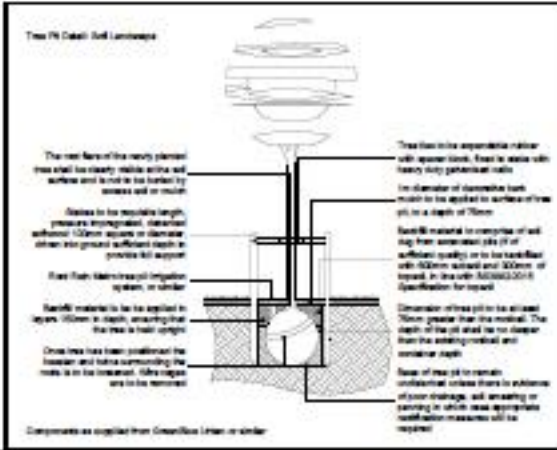 Tree Pit Detail: Soft Landscape
The root flare of the newly planted
tree shall be clearly visible at the soil
surface and is not to be buried by
excess soil or mulch
Stakes to be requisite length,
pressure impregnated, debarked
softwood 100mm square or diameter
driven into ground sufficient depth in
provide full support
Root Rain Metro tree pit irrigation
system, or similar
Backfill material to be applied in
layers 150mm in depth, ensuring that
the tree is held upright
Once tree has been positioned the
hessian and twine surrounding the
roots is to be loosened. Wire cages
are to be removed
Tree ties to be expandable rubber
with spacer block, fixed to stake with
heavy duty galvanised nails
1m diameter of decorative bark
mulch to be applied to surface of tree
pit, to a depth of 75mm
Backfill material to comprise of soil
dug from excavated pits (if of
sufficient quality) or to be backfilled
with 600mm subsoil and 300mm of
topsoil, in line with
Specification for topsoil
Dimension of tree pit to be at least
75mm greater than the rootball. The
depth of the pit shall be no deeper
than the existing rootball and
container depth
Base of tree pit to remain
undisturbed unless there is evidence
of poor drainage, soil smearing or
panning in which case appropriate
rectification measures will be
required
Components as supplied from GreenBlue Urban or similar